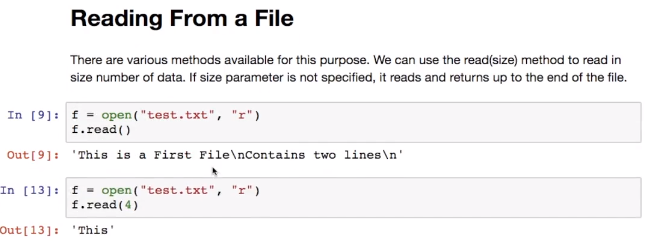 Reading From a File
There are various methods available for this purpose. We can use the read(size) method to read in
size number of data. If size parameter is not specified, it reads and returns up to the end of the file.
In [9]: f = open("test.txt", "r")
f.read()
Out[9]: 'This is a First File\nContains two lines\n'
In [13]: f = open("test.txt", "r")
f.read(4)
Out[13]: 'This'